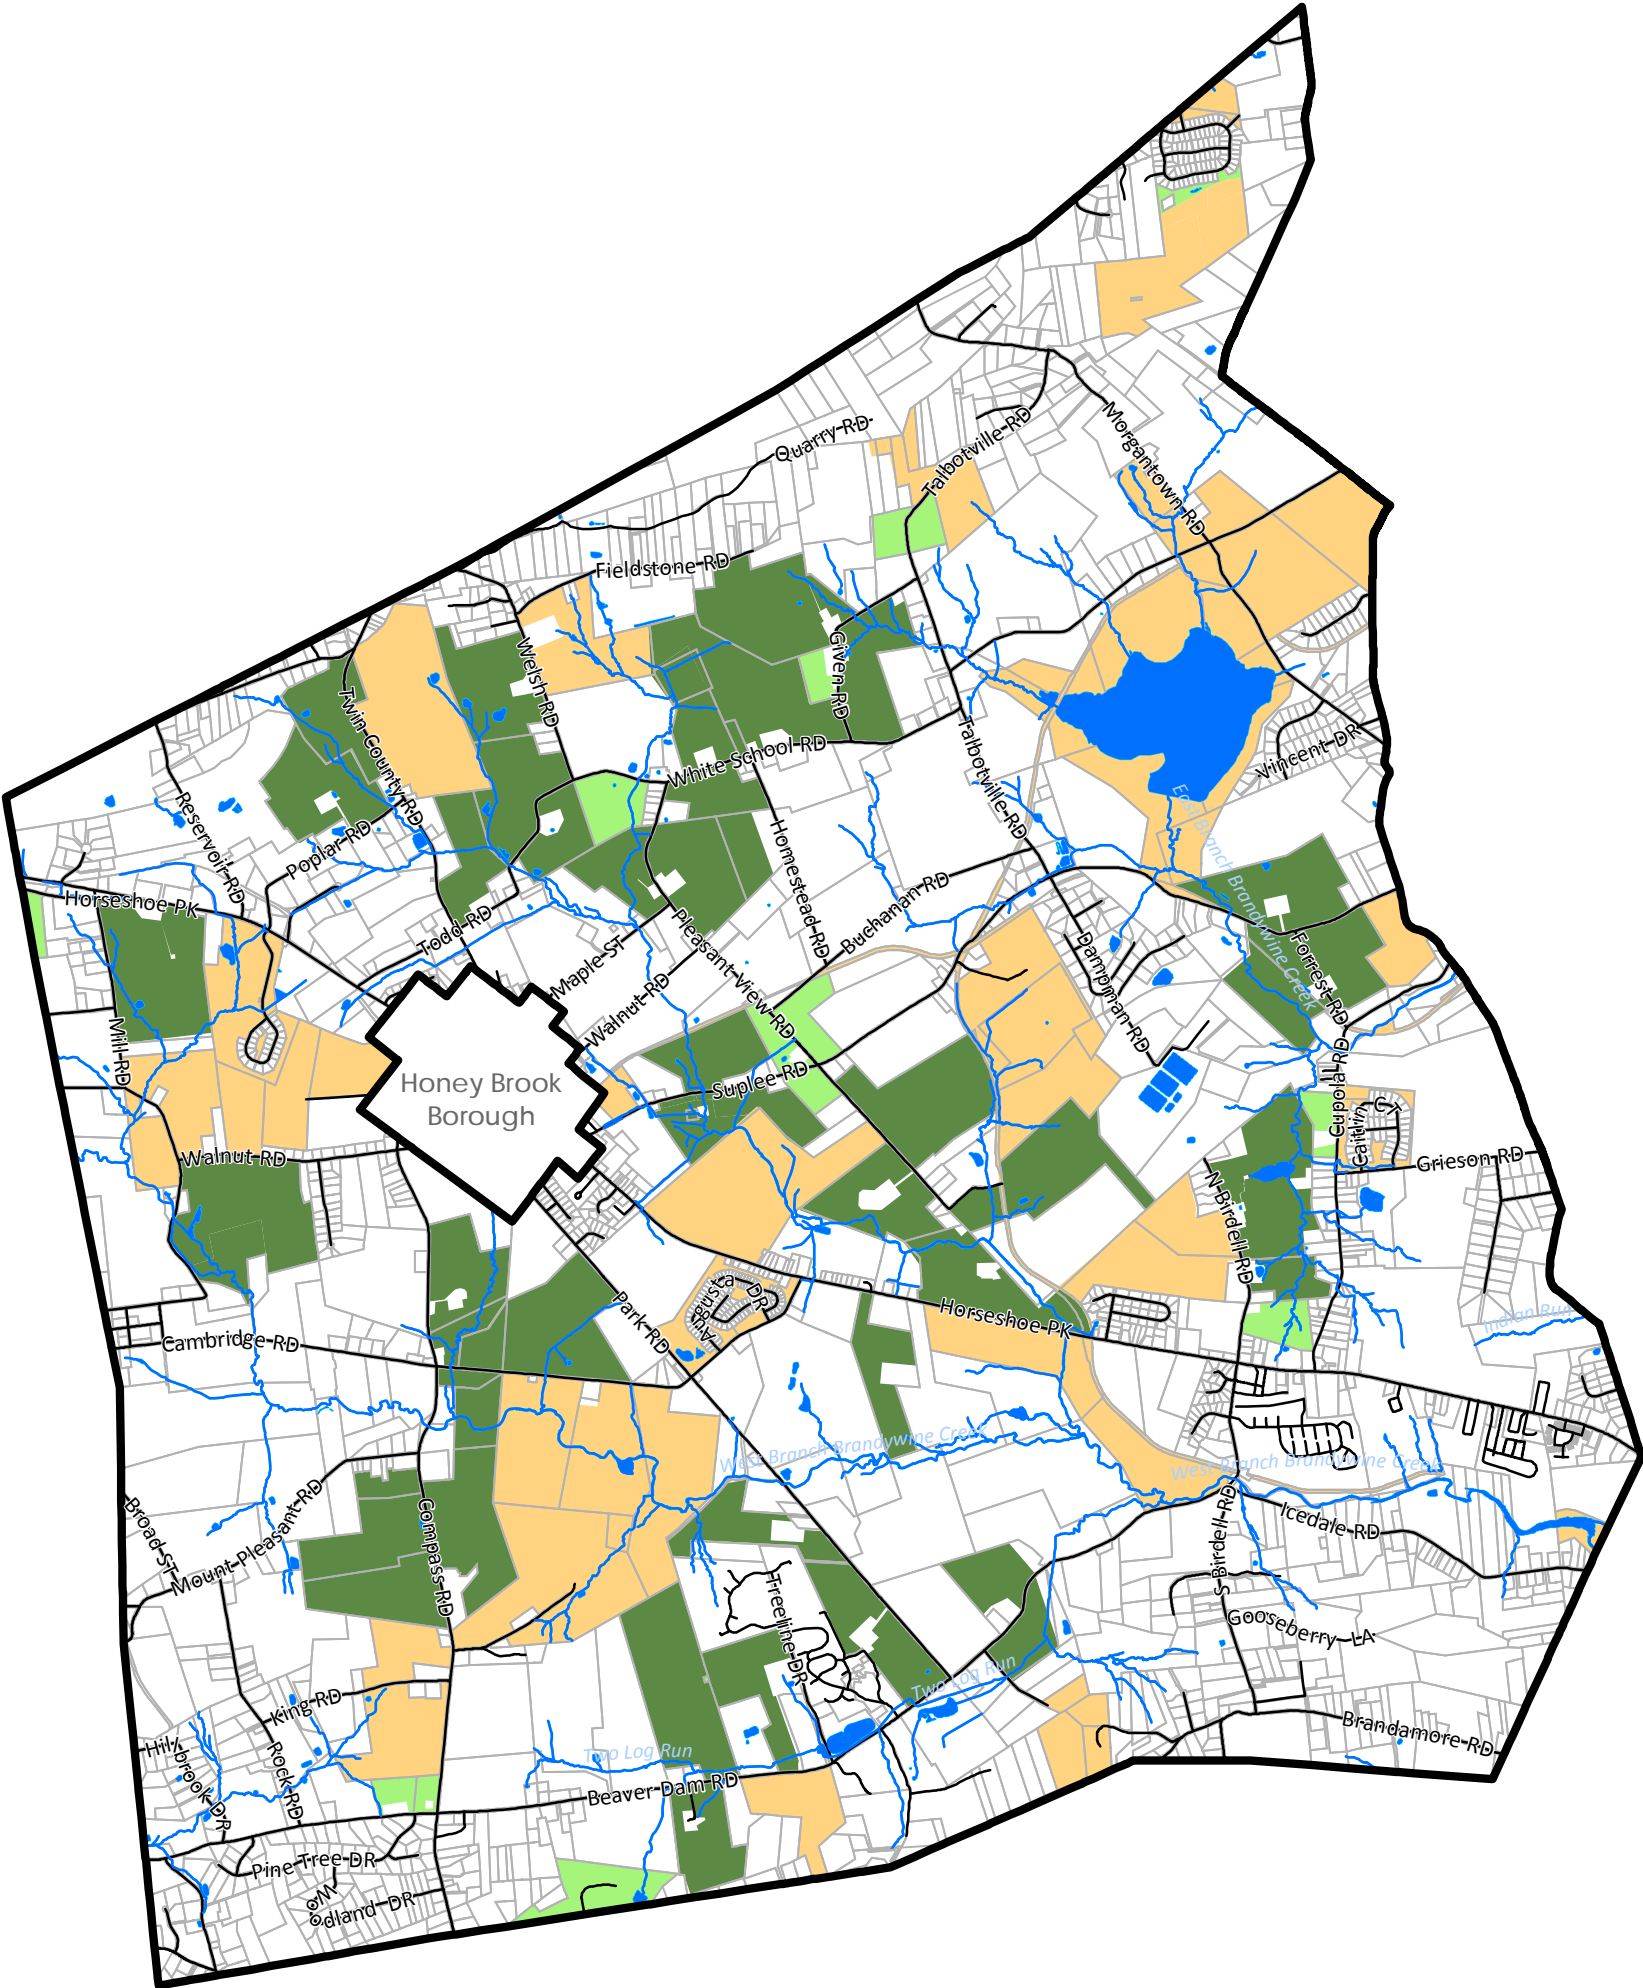 Quarry RD
Talbotville RD
Morgantown RD
Fieldstone RD
Welsh RD
Given RD
Twin County RD
White School RD
Talbotville RD
Vincent DR
Reservoir RD
Poplar RD
Homestead RD
East Branch Brandywine Creek
Horseshoe PK
Todd RD
Maple ST
Pleasant View RD
Buchanan RD
Dampman RD
Forrest RD
Walnut RD
Mill RD
Suplee RD
Cupola RD
Honey Brook
Borough
Caitlin CT
Walnut RD
Grieson RD
N Birdell RD
Augusta DR
Park RD
Horseshoe PK
Indian Run
Cambridge RD
West Branch Brandywine Creek
West Branch Brandywine Creek
Broad ST
Mount Pleasant RD
Compass RD
S Birdell RD
Icedale RD
Treeline DR
Gooseberry LA
Two Log Run
King RD
Brandamore RD
Hillbrook DR
Rock RD
Two Log Run
Beaver Dam RD
Pine Tree DR
Woodland DR